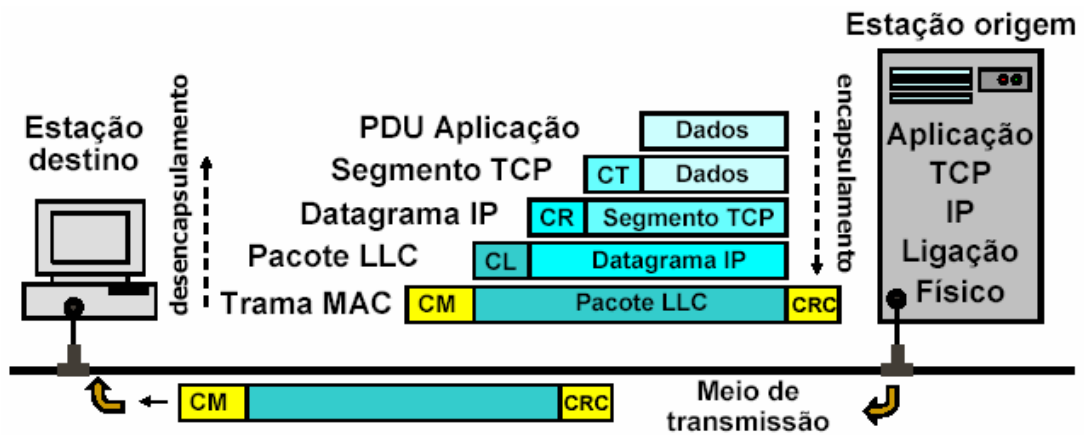 Estação origem
Estação
destino
desencapsulamento
encapsulamento
PDU Aplicação Dados
Segmento TCP CT Dados
Datagrama IP CR Segmento TCP
Pacote LLC CL Datagrama IP
Trama MAC CM Pacote LLC CRC
Aplicação
TCP
IP
Ligação
Físico
CM CRC
Meio de
transmissão